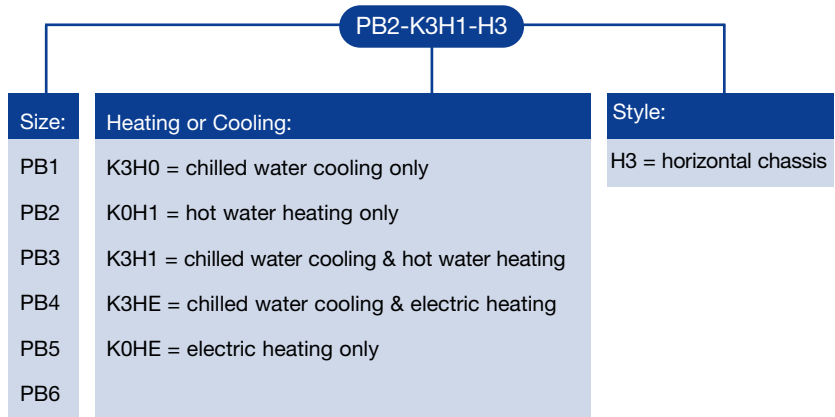 PB2-K3H1-H3
Size:
PB1
PB2
PB3
PB4
PB5
PB6
Heating or Cooling:
K3H0 = chilled water cooling only
K0H1 = hot water heating only
K3H1 = chilled water cooling & hot water heating
K3HE = chilled water cooling & electric heating
K0HE = electric heating only
Style:
H3 = horizontal chassis